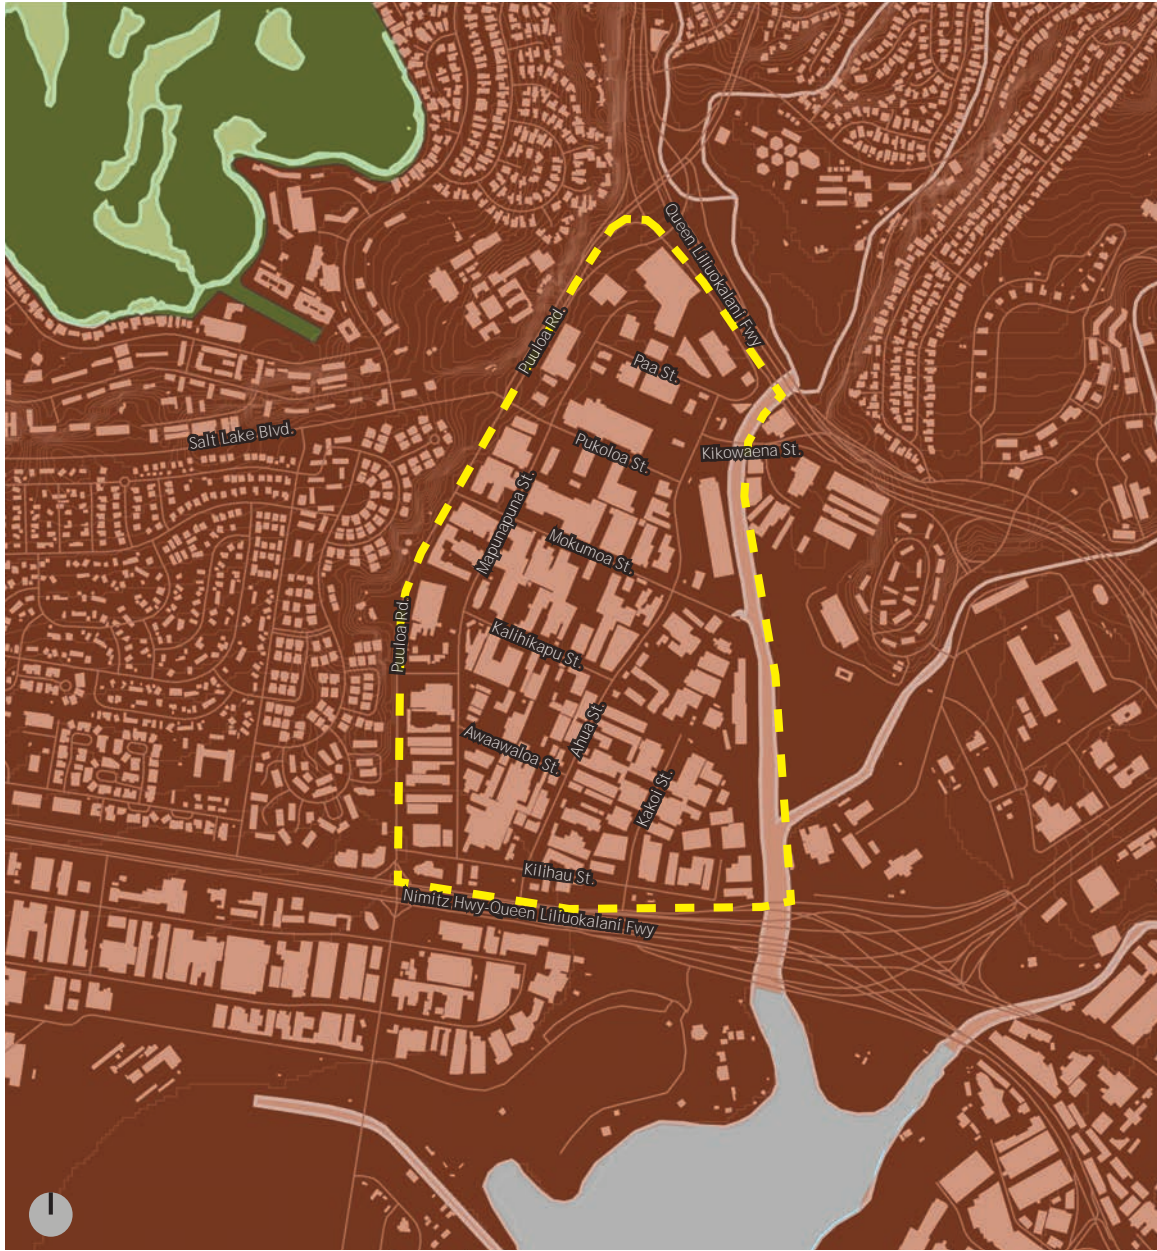 Queen Liliuokalani Fwy
Puuloa Rd.
Paa St.
Salt Lake Blvd.
Pukoloa St.
Kikowaena St.
Mapunapuna St.
Mokumoa St.
Puuloa Rd.
Kalihikapu St.
Ahua St.
Awaawaloa St.
Kakoi St.
Kilihau St.
Nimitz Hwy-Queen Liliuokalani Fwy